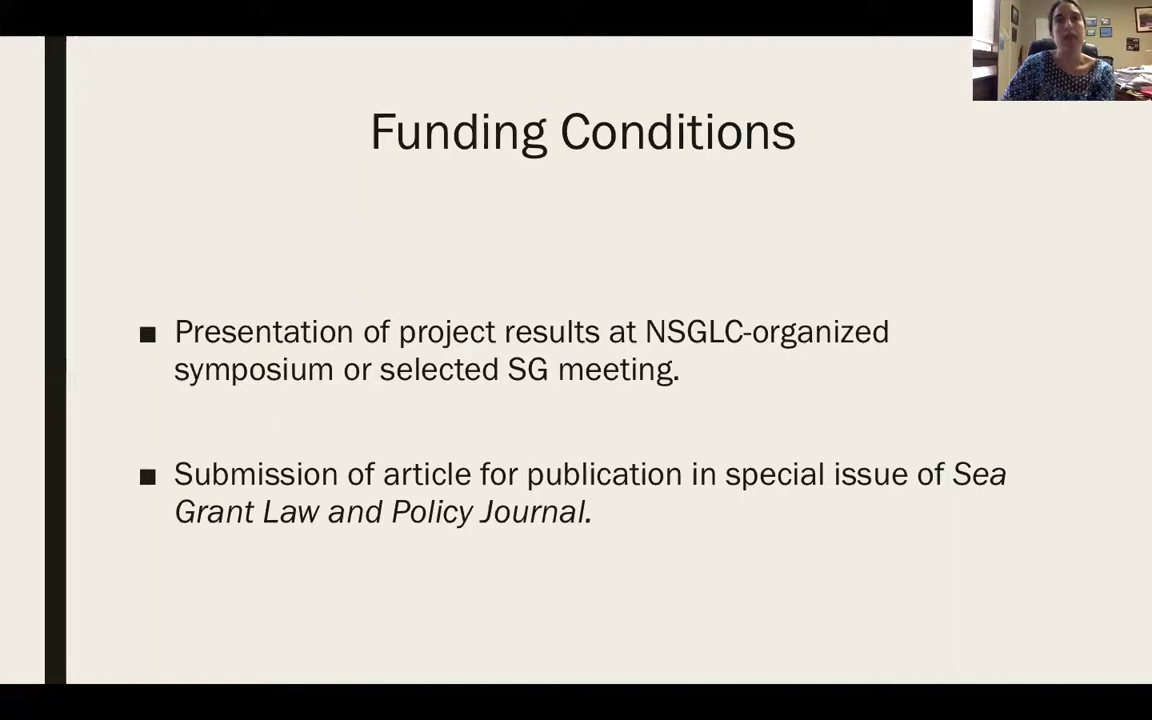 Funding Conditions
■ Presentation of project results at NSGLC-organized
symposium or selected SG meeting.
■ Submission of article for publication in special issue of Sea
Grant Law and Policy Journal.